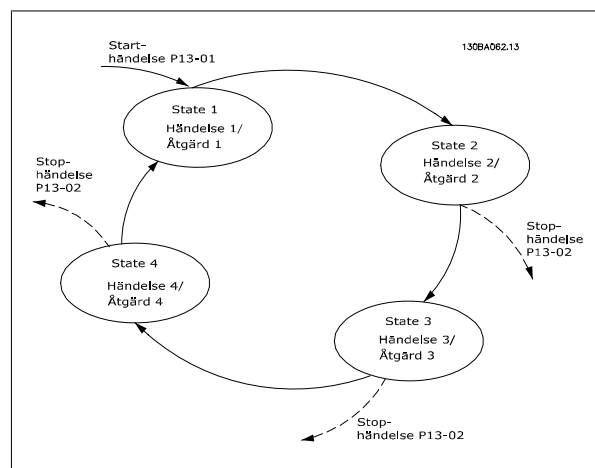 130BA062.13
Start-
händelse P13-01
State 1
Händelse 1/
Åtgärd 1
State 2
Händelse 2/
Åtgärd 2
Stop-
händelse
P13-02
Stop-
händelse
P13-02
State 4
Händelse 4/
Åtgärd 4
State 3
Händelse 3/
Åtgärd 3
Stop-
händelse P13-02